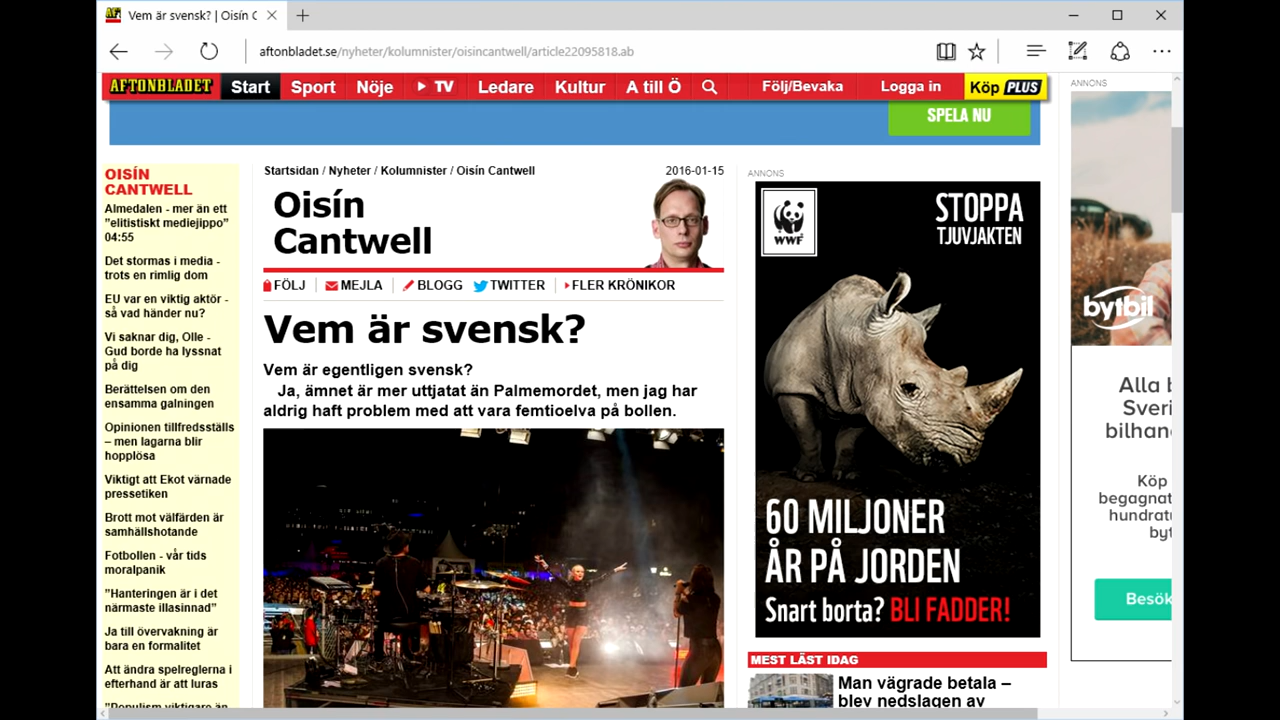 Vem är svensk? | Oisín C
aftonbladet.se/nyheter/kolumnister/oisincantwell/article22095818.ab
AFTONBLADET Start Sport Nöje TV Ledare Kultur A till Ö Följ/Bevaka Logga in Köp PLUS
SPELA NU
OISÍN
CANTWELL
Almedalen - mer än ett
”elitistiskt mediejippo”
04:55
Det stormas i media -
trots en rimlig dom
EU var en viktig aktör -
så vad händer nu?
Vi saknar dig, Olle -
Gud borde ha lyssnat
på dig
Berättelsen om den
ensamma galningen
Opinionen tillfredsställs
– men lagarna blir
hopplösa
Viktigt att Ekot värnade
pressetiken
Brott mot välfärden är
samhällshotande
Fotbollen - vår tids
moralpanik
”Hanteringen är i det
närmaste illasinnad”
Ja till övervakning är
bara en formalitet
Att ändra spelreglerna i
efterhand är att luras
”Populism viktigare än
Startsidan / Nyheter / Kolumnister / Oisín Cantwell 2016-01-15
Oisín
Cantwell
FÖLJ MEJLA BLOGG TWITTER FLER KRÖNIKOR
Vem är svensk?
Vem är egentligen svensk?
Ja, ämnet är mer uttjatat än Palmemordet, men jag har
aldrig haft problem med att vara femtioelva på bollen.
ANNONS
WWF
STOPPA
TJUVJAKTEN
60 MILJONER
ÅR PÅ JORDEN
Snart borta? BLI FADDER!
MEST LÄST IDAG
Man vägrade betala –
blev nedslagen av
ANNONS
bytbil
Alla b
Sveri
bilhan
Köp
begagnat
hundratu
byt
Besök